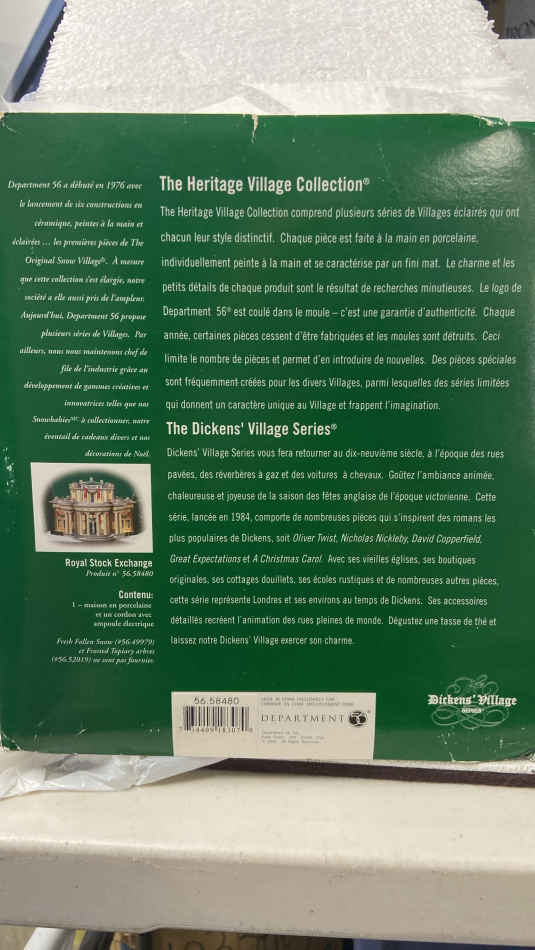 Department 56 a débuté en 1976 avec
le lancement de six constructions en
céramique, peintes à la main et
éclairées ... les premières pièces de The
Original Snow Village®. À mesure
que cette collection s'est élargie, notre
société a elle aussi pris de l'ampleur.
Aujourd'hui, Department 56 propose
plusieurs séries de Villages. Par
ailleurs, nous nous maintenons chef de
file de l'industrie grâce au
développement de gammes créatives et
innovatrices telles que nos
Snowbabies à collectionner, notre
éventail de cadeaux divers et nos
décorations de Noël.
Royal Stock Exchange
Produit n° 56.58480
Contenu:
1 – maison en porcelaine
et un cordon avec
ampoule électrique
Fresh Fallen Snow (#56.49979)
et Frosted Topiary arbres
(#56.52019) ne sont pas fournies.
The Heritage Village Collection®
The Heritage Village Collection comprend plusieurs séries de Villages éclairés qui ont
chacun leur style distinctif. Chaque pièce est faite à la main en porcelaine,
individuellement peinte à la main et se caractérise par un fini mat. Le charme et les
petits détails de chaque produit sont le résultat de recherches minutieuses. Le logo de
Department 56® est coulé dans le moule – c'est une garantie d'authenticité. Chaque
année, certaines pièces cessent d'être fabriquées et les moules sont détruits. Ceci
limite le nombre de pièces et permet d'en introduire de nouvelles. Des pièces spéciales
sont fréquemment créées pour les divers Villages, parmi lesquelles des séries limitées
qui donnent un caractère unique au Village et frappent l'imagination.
The Dickens' Village Series®
Dickens' Village Series vous fera retourner au dix-neuvième siècle, à l'époque des rues
pavées, des réverbères à gaz et des voitures à chevaux. Goûtez l'ambiance animée,
chaleureuse et joyeuse de la saison des fêtes anglaise de l'époque victorienne. Cette
série, lancée en 1984, comporte de nombreuses pièces qui s'inspirent des romans les
plus populaires de Dickens, soit Oliver Twist, Nicholas Nickleby, David Copperfield,
Great Expectations et A Christmas Carol. Avec ses vieilles églises, ses boutiques
originales, ses cottages douillets, ses écoles rustiques et de nombreuses autres pièces,
cette série représente Londres et ses environs au temps de Dickens. Ses accessoires
détaillés recréent l'animation des rues pleines de monde. Dégustez une tasse de thé et
laissez notre Dickens' Village exercer son charme.
56.58480
DEPARTMENT 56®
Dickens' Village
SERIES